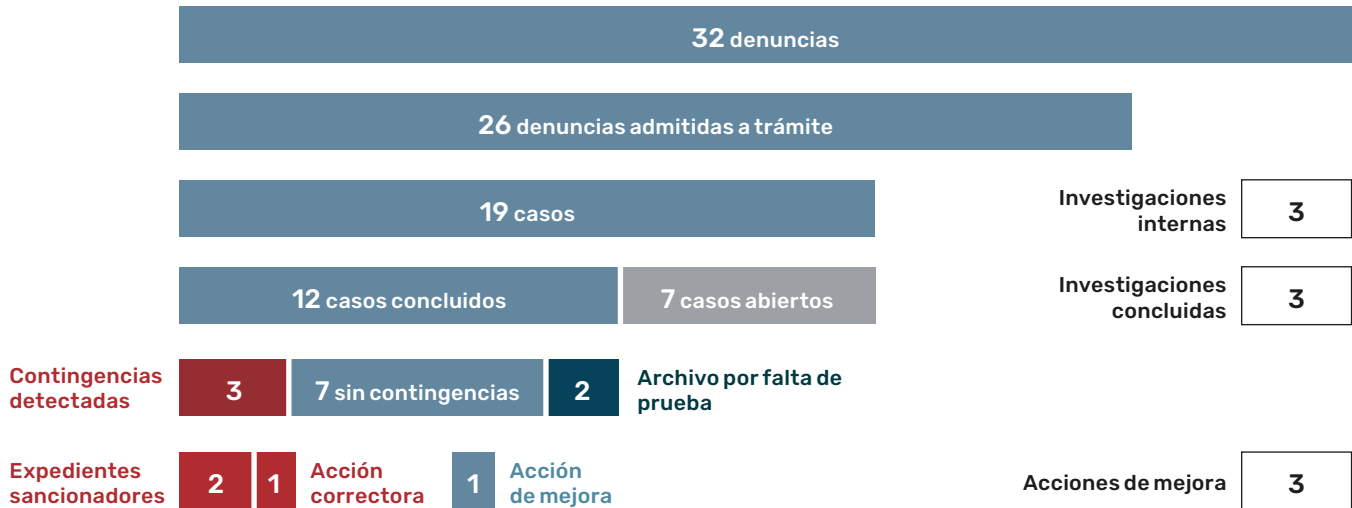 32 denuncias
26 denuncias admitidas a trámite
19 casos
Investigaciones
internas
3
12 casos concluidos
7 casos abiertos
Investigaciones
concluidas
3
Contingencias
detectadas
3
7 sin contingencias
2
Archivo por falta de
prueba
Expedientes
sancionadores
2
1
Acción
correctora
1
Acción
de mejora
Acciones de mejora
3